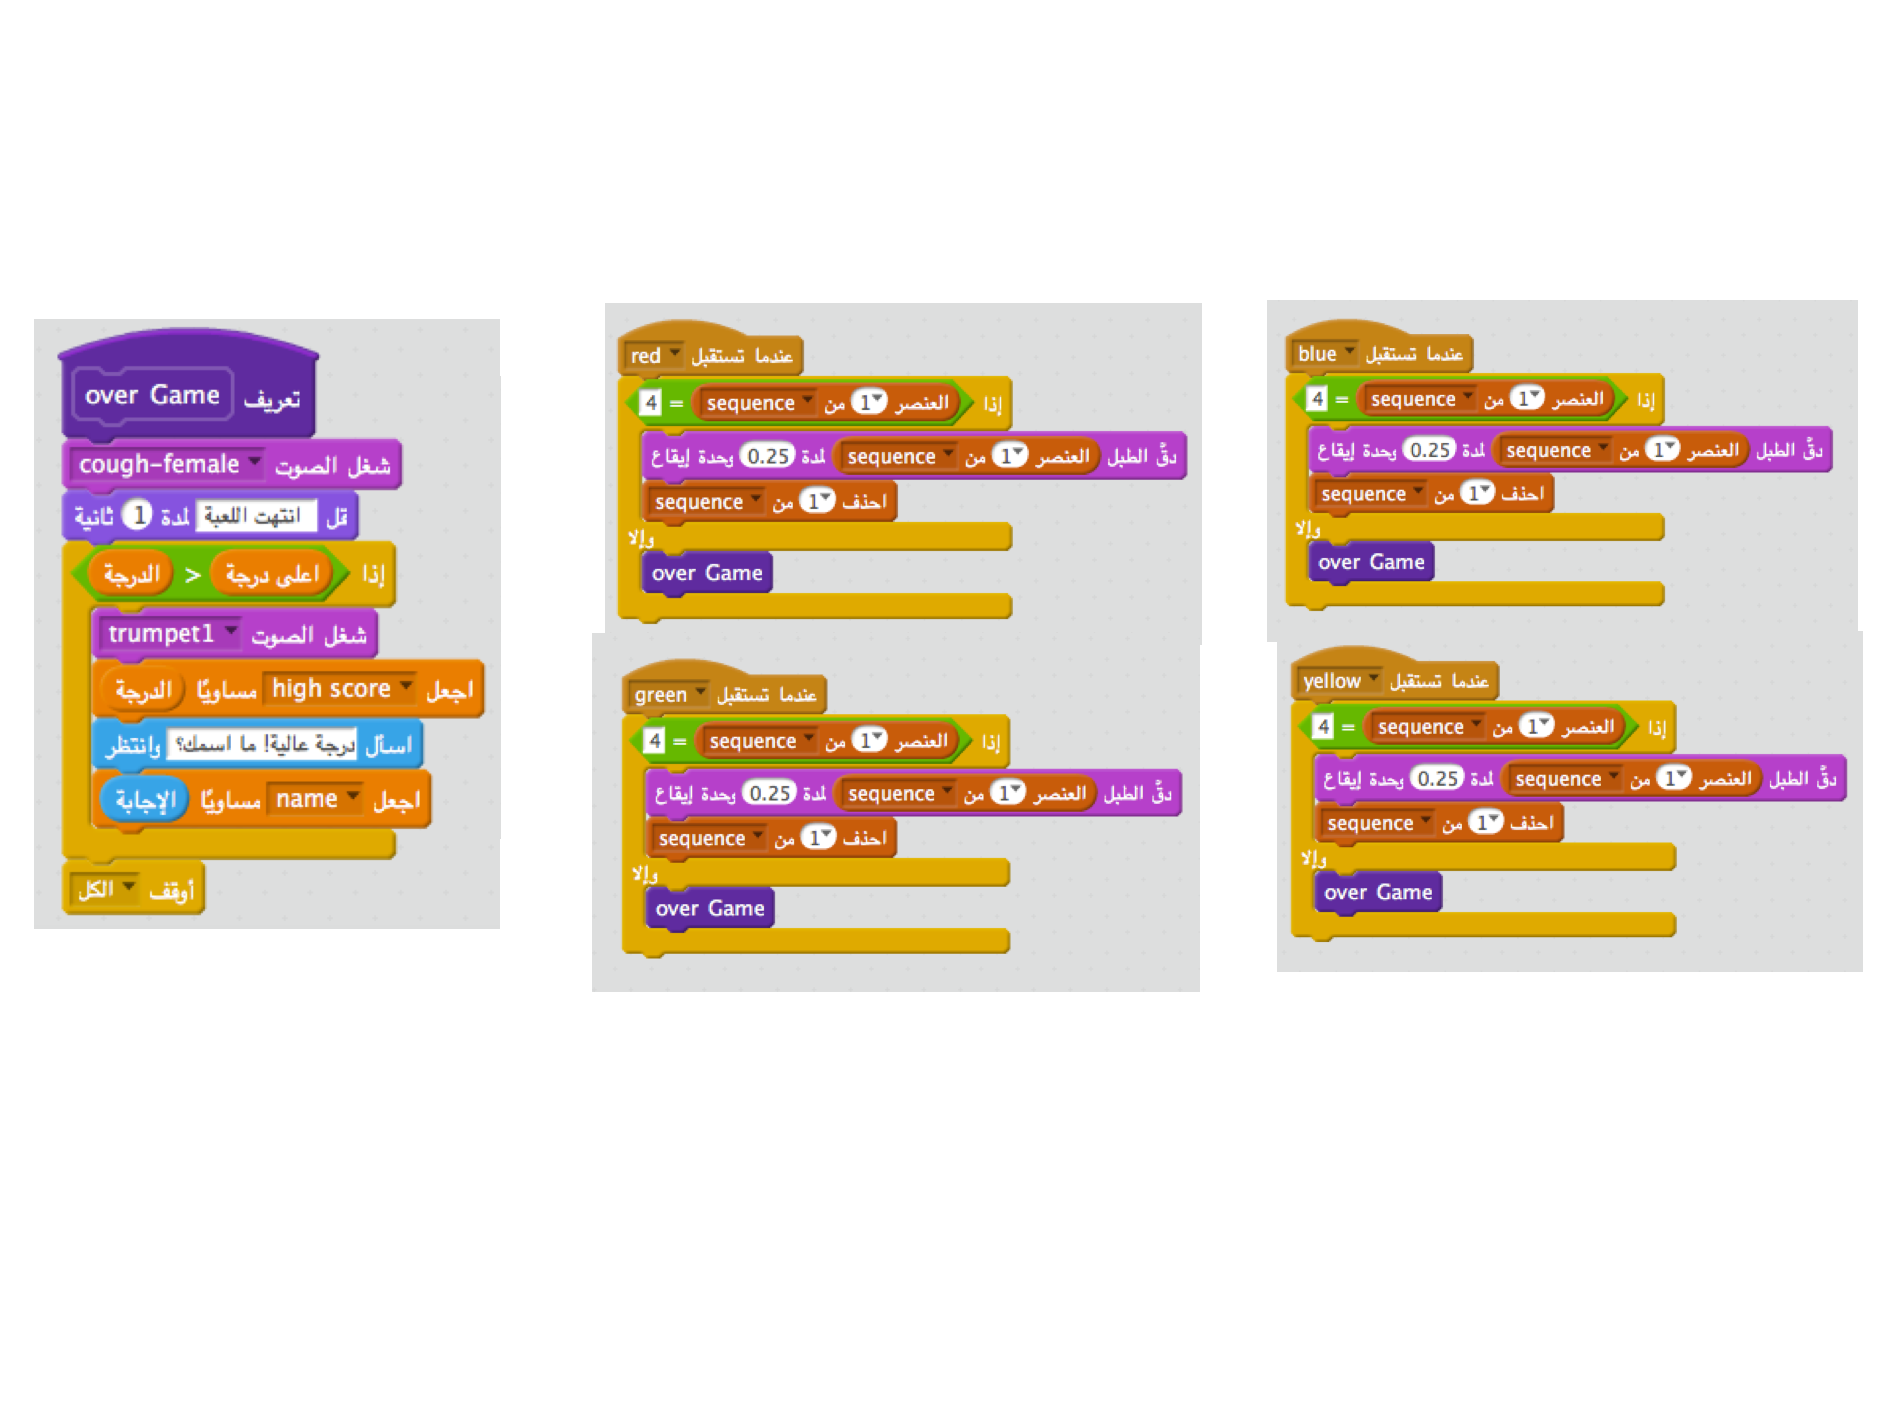 تعريف over Game
شغل الصوت cough-female
قل انتهت اللعبة لمدة 1 ثانية
إذا اعلى درجة < الدرجة
شغل الصوت trumpet1
اجعل high score مساويًا الدرجة
اسأل درجة عالية! ما اسمك؟ وانتظر
اجعل name مساويًا الإجابة
أوقف الكل
عندما تستقبل red
إذا العنصر 1 من sequence = 4
دقّ الطبل العنصر 1 من sequence لمدة 0.25 وحدة إيقاع
احذف 1 من sequence
وإلا
over Game
عندما تستقبل green
إذا العنصر 1 من sequence = 4
دقّ الطبل العنصر 1 من sequence لمدة 0.25 وحدة إيقاع
احذف 1 من sequence
وإلا
over Game
عندما تستقبل blue
إذا العنصر 1 من sequence = 4
دقّ الطبل العنصر 1 من sequence لمدة 0.25 وحدة إيقاع
احذف 1 من sequence
وإلا
over Game
عندما تستقبل yellow
إذا العنصر 1 من sequence = 4
دقّ الطبل العنصر 1 من sequence لمدة 0.25 وحدة إيقاع
احذف 1 من sequence
وإلا
over Game